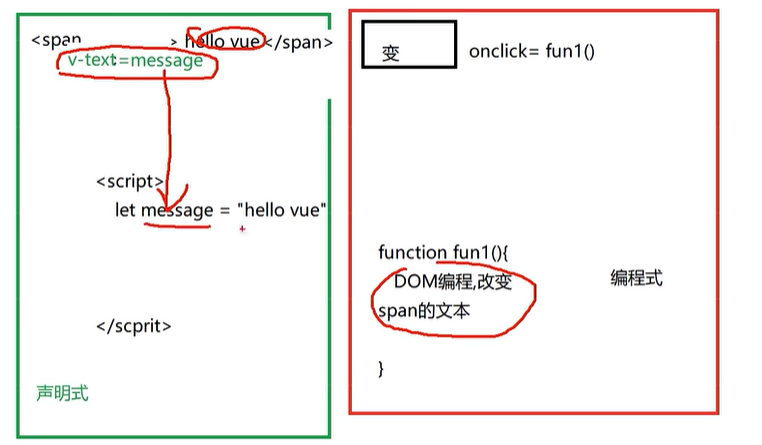 <span > hello vue</span>
v-text=message
<script>
let message = "hello vue"
</scprit>
声明式
变 onclick= fun1()
function fun1(){
DOM编程,改变
span的文本
}
编程式